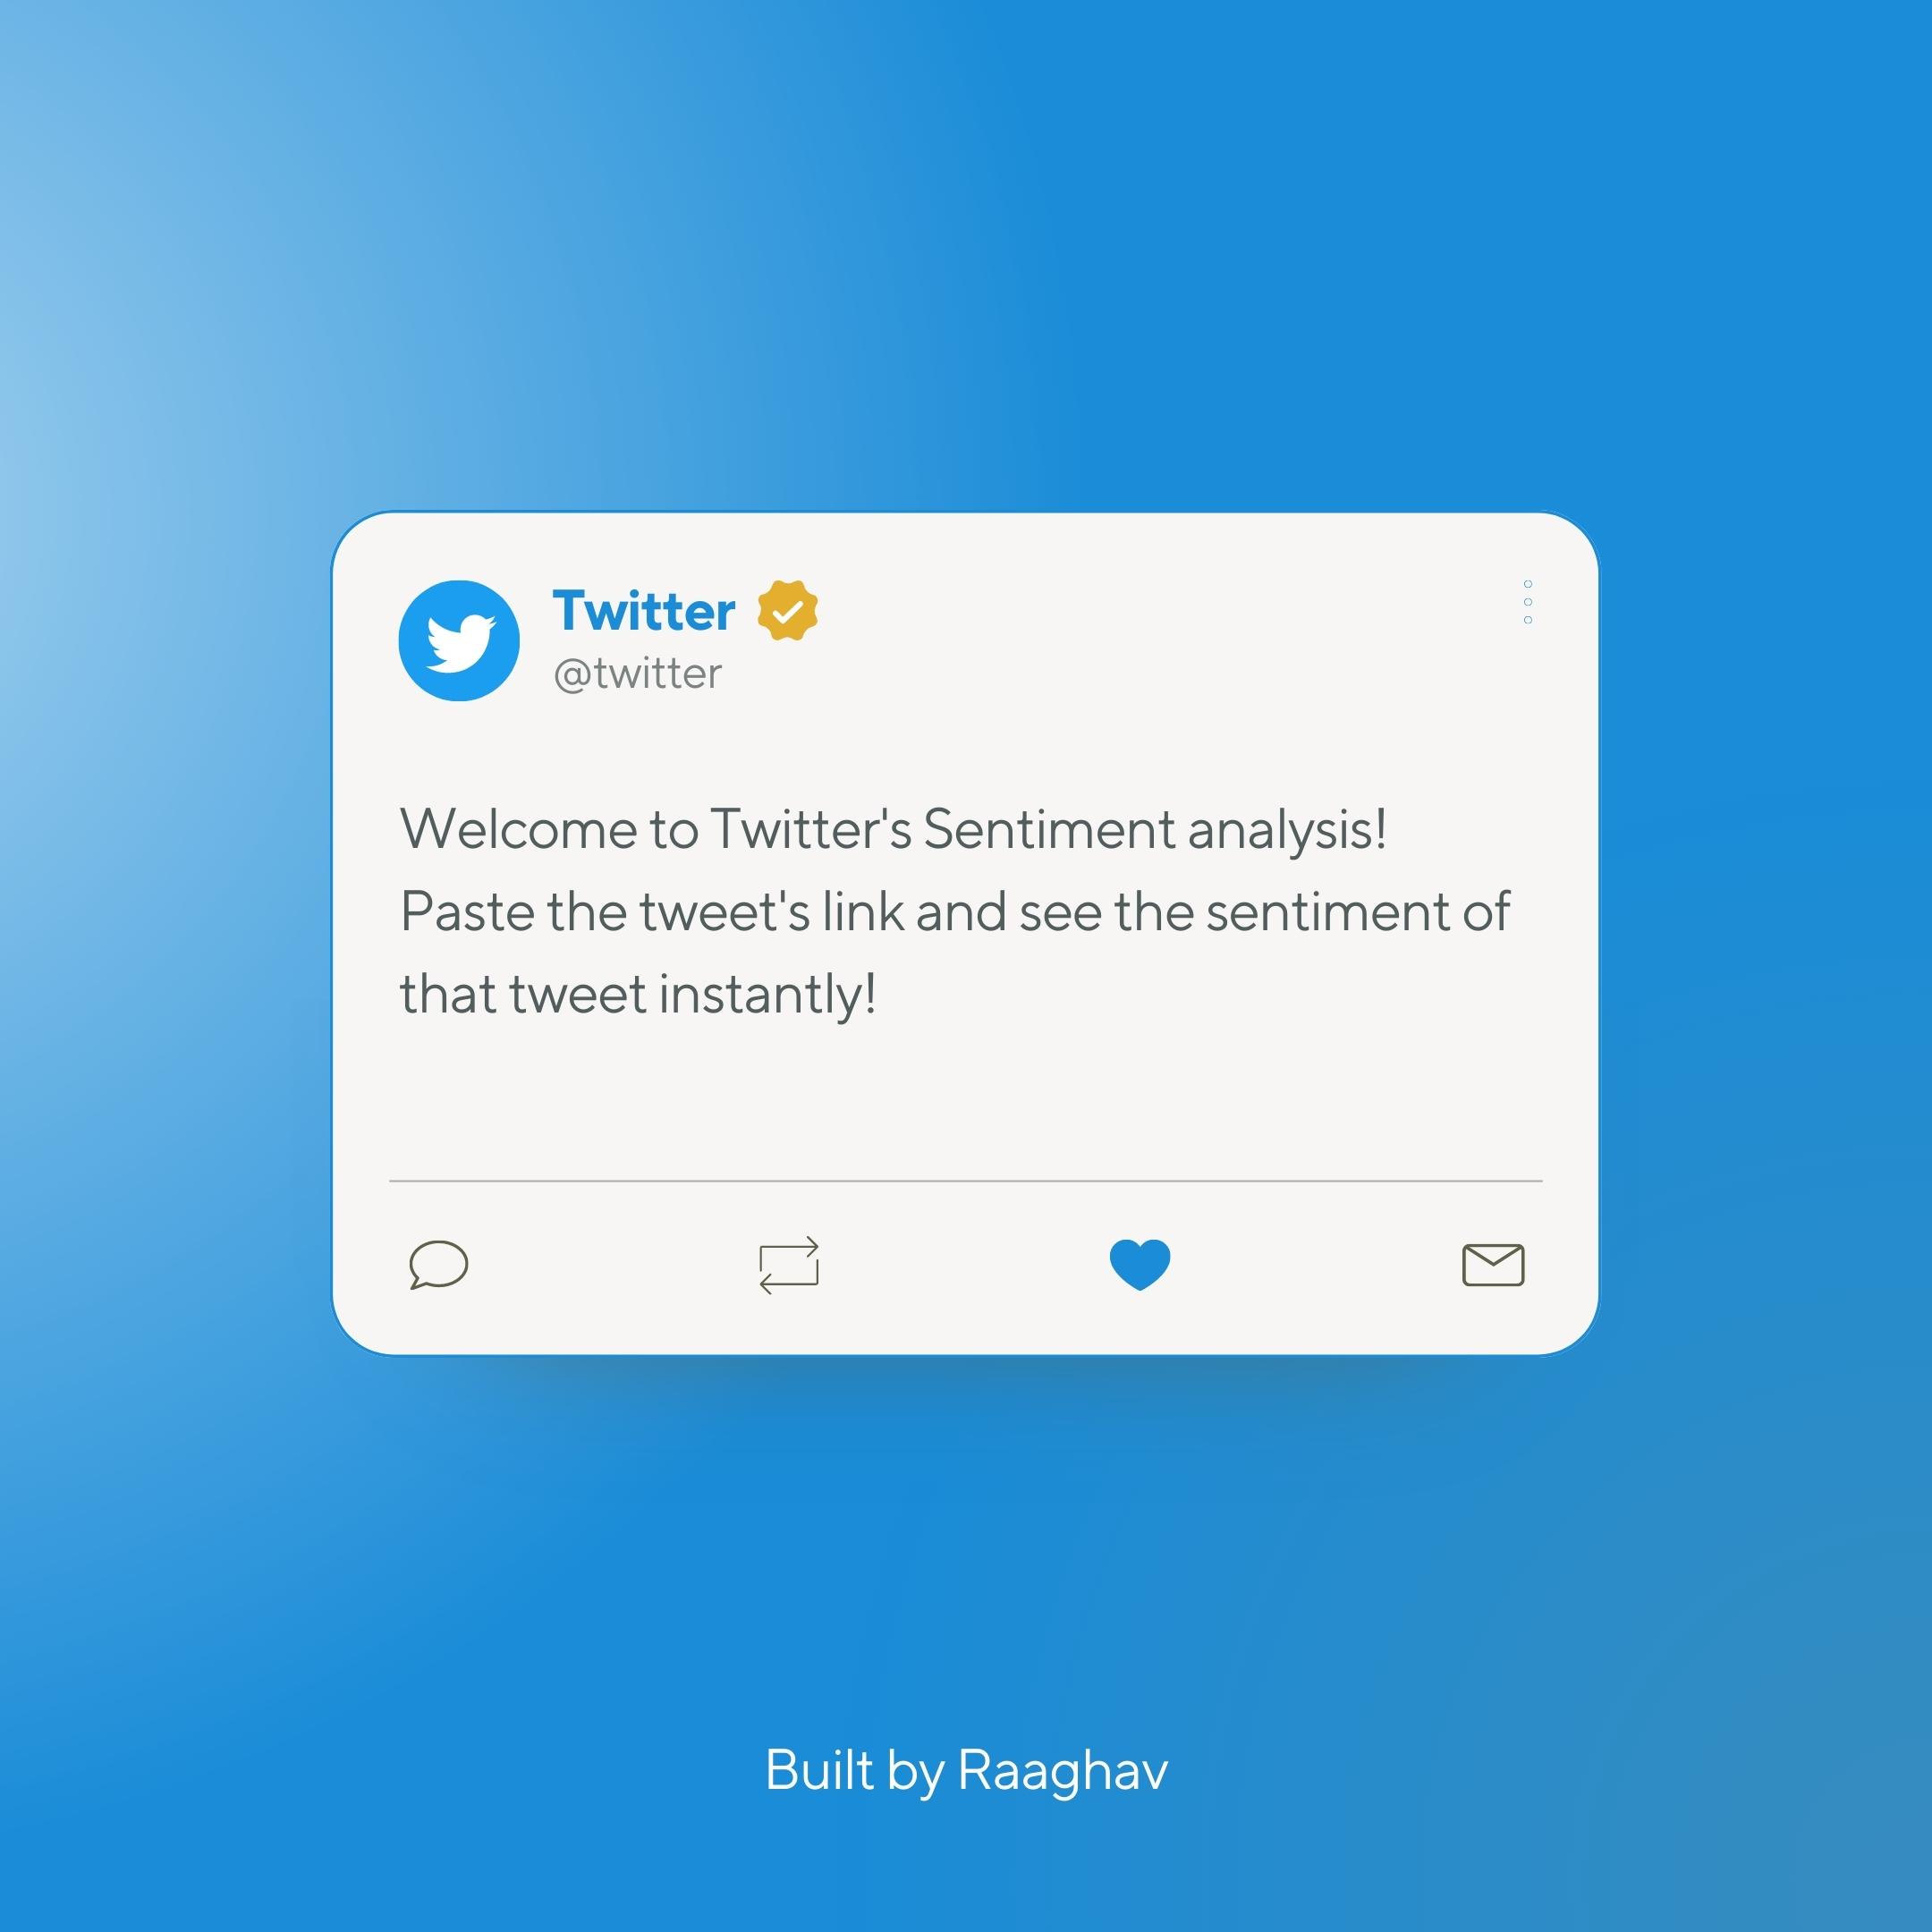 Twitter
@twitter
Welcome to Twitter's Sentiment analysis!
Paste the tweet's link and see the sentiment of
that tweet instantly!
Built by Raaghav